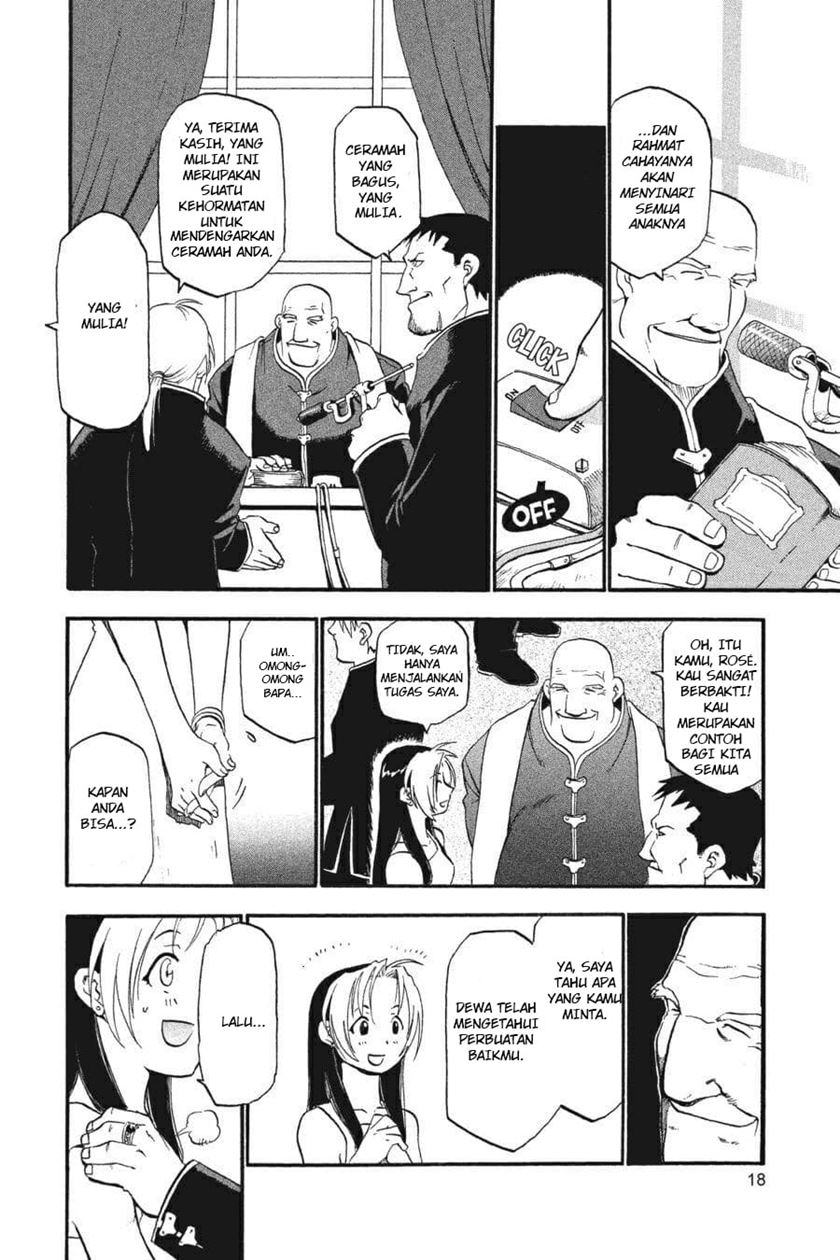 ...DAN
RAHMAT
CAHAYANYA
AKAN
MENYINARI
SEMUA
ANAKNYA
CLICK
ON
OFF
OFF
CERAMAH
YANG
BAGUS,
YANG
MULIA.
YA, TERIMA
KASIH, YANG
MULIA! INI
MERUPAKAN
SUATU
KEHORMATAN
UNTUK
MENDENGARKAN
CERAMAH ANDA.
YANG
MULIA!
OH, ITU
KAMU, ROSÉ.
KAU SANGAT
BERBAKTI!
KAU
MERUPAKAN
CONTOH
BAGI KITA
SEMUA
TIDAK, SAYA
HANYA
MENJALANKAN
TUGAS SAYA.
UM..
OMONG-
OMONG
BAPA...
KAPAN
ANDA
BISA...?
YA, SAYA
TAHU APA
YANG KAMU
MINTA.
DEWA TELAH
MENGETAHUI
PERBUATAN
BAIKMU.
LALU...
18